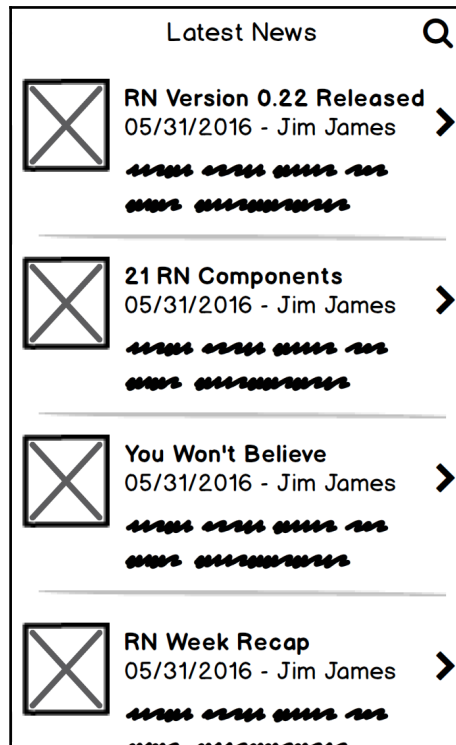 Latest News
RN Version 0.22 Released
05/31/2016 - Jim James
21 RN Components
05/31/2016 - Jim James
You Won't Believe
05/31/2016 - Jim James
RN Week Recap
05/31/2016 - Jim James